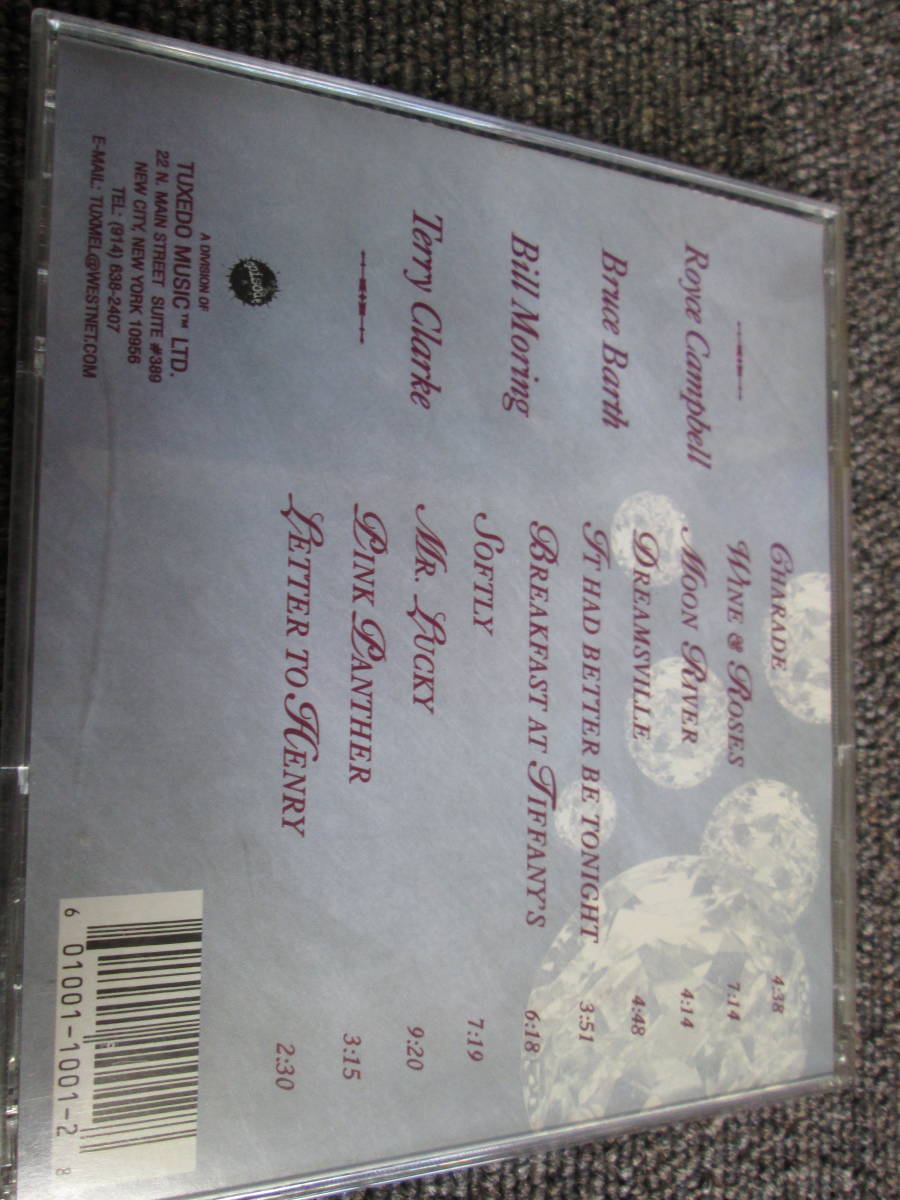 Royce Campbell
Bruce Barth
Bill Moring
Terry Clarke
CHARADE 4:38
WINE & ROSES 7:14
MOON RIVER 4:14
DREAMSVILLE 4:48
IT HAD BETTER BE TONIGHT 3:51
BREAKFAST AT TIFFANY'S 6:18
SOFTLY 7:19
MR. LUCKY 9:20
PINK PANTHER 3:15
LETTER TO HENRY 2:30
A DIVISION OF
TUXEDO MUSIC™ LTD.
22 N. MAIN STREET SUITE #389
NEW CITY, NEW YORK 10956
TEL: (914) 638-2407
E-MAIL: TUXMEL@WESTNET.COM
6 01001-1001-2 8